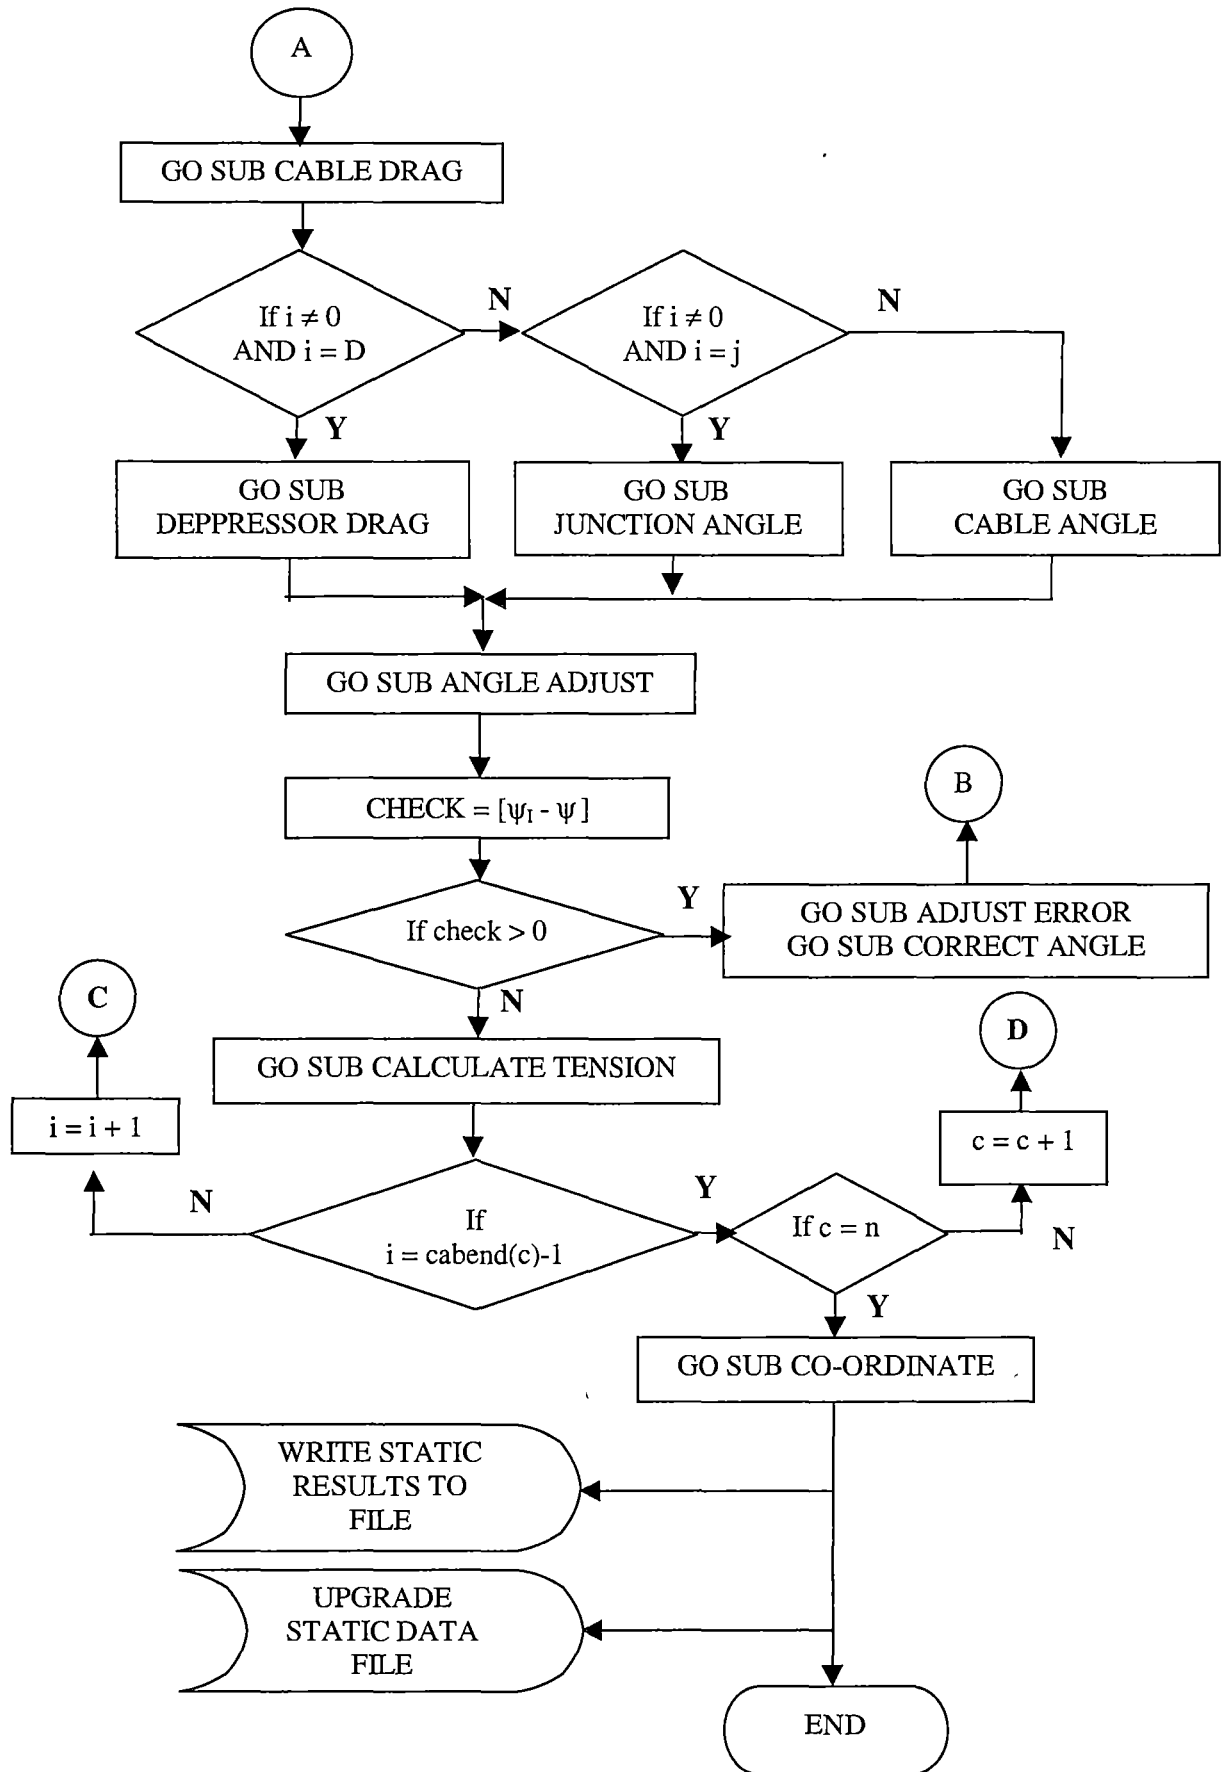 A
GO SUB CABLE DRAG
If i ≠ 0
AND i = D
N
If i ≠ 0
AND i = j
N
Y
Y
GO SUB
DEPPRESSOR DRAG
GO SUB
JUNCTION ANGLE
GO SUB
CABLE ANGLE
GO SUB ANGLE ADJUST
CHECK = [ψI - ψ ]
B
If check > 0
Y
GO SUB ADJUST ERROR
GO SUB CORRECT ANGLE
N
C
D
GO SUB CALCULATE TENSION
i = i + 1
c = c + 1
N
If
i = cabend(c)-1
Y
If c = n
N
Y
GO SUB CO-ORDINATE
WRITE STATIC
RESULTS TO
FILE
UPGRADE
STATIC DATA
FILE
END